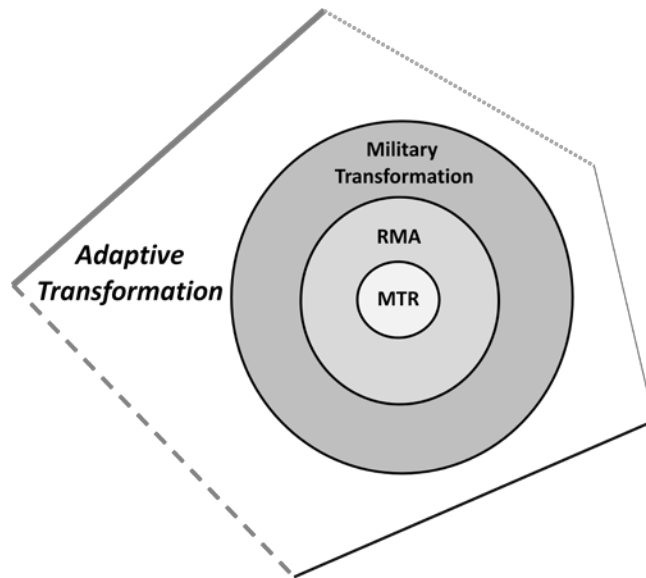 Military
Transformation
RMA
Adaptive
Transformation
MTR